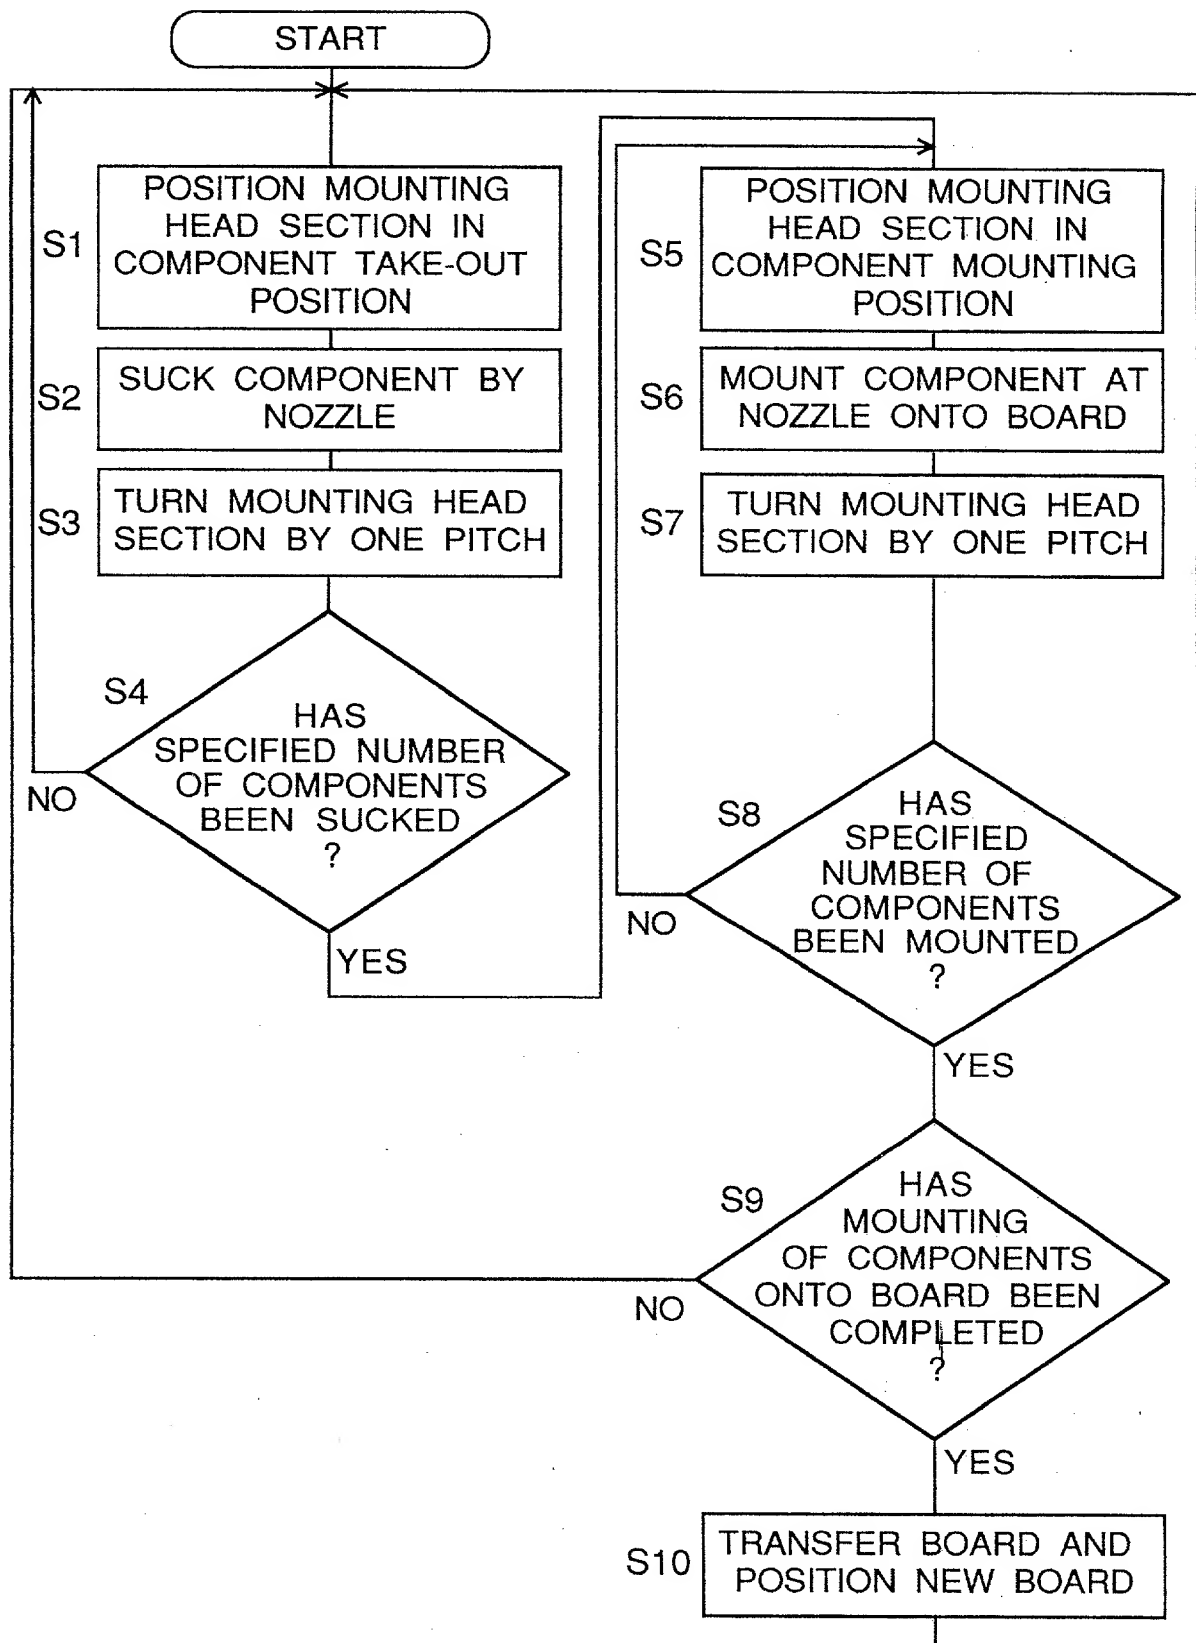 START
S1
POSITION MOUNTING
HEAD SECTION IN
COMPONENT TAKE-OUT
POSITION
S2
SUCK COMPONENT BY
NOZZLE
S3
TURN MOUNTING HEAD
SECTION BY ONE PITCH
S4
HAS
SPECIFIED NUMBER
OF COMPONENTS
BEEN SUCKED
?
NO
YES
S5
POSITION MOUNTING
HEAD SECTION IN
COMPONENT MOUNTING
POSITION
S6
MOUNT COMPONENT AT
NOZZLE ONTO BOARD
S7
TURN MOUNTING HEAD
SECTION BY ONE PITCH
S8
HAS
SPECIFIED
NUMBER OF
COMPONENTS
BEEN MOUNTED
?
NO
YES
S9
HAS
MOUNTING
OF COMPONENTS
ONTO BOARD BEEN
COMPLETED
?
NO
YES
S10
TRANSFER BOARD AND
POSITION NEW BOARD